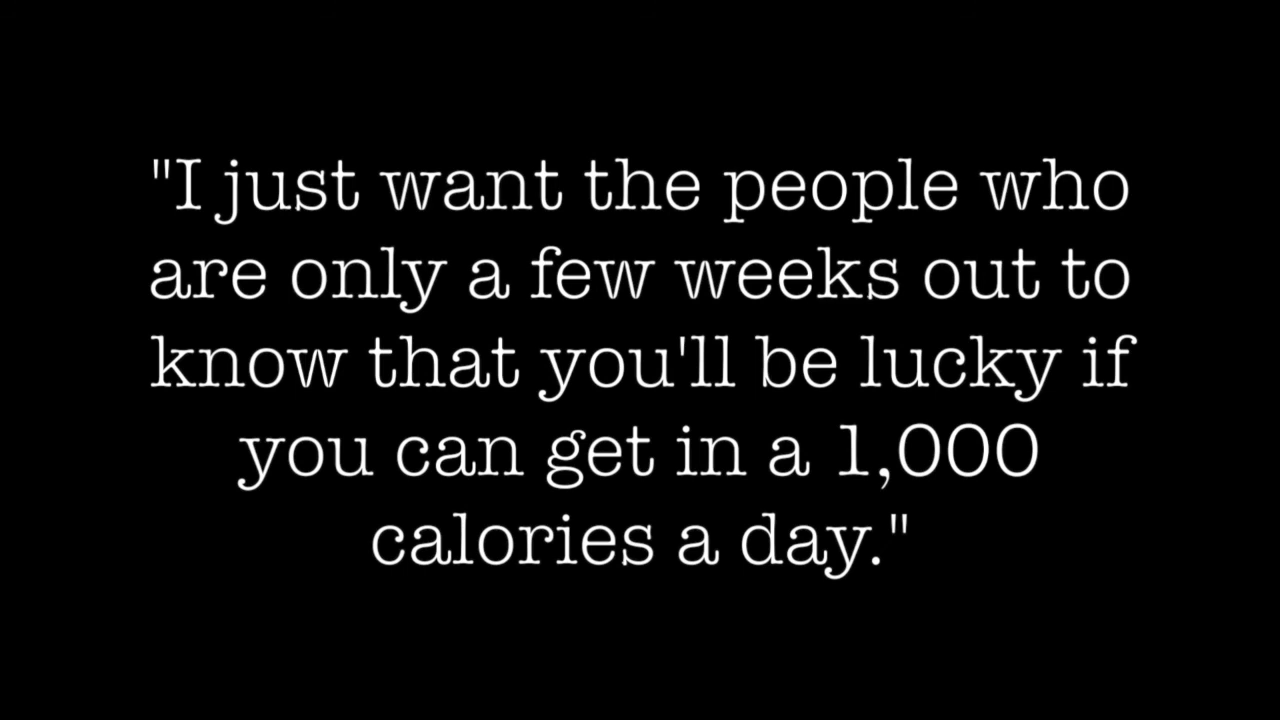 "I just want the people who
are only a few weeks out to
know that you'll be lucky if
you can get in a 1,000
calories a day."